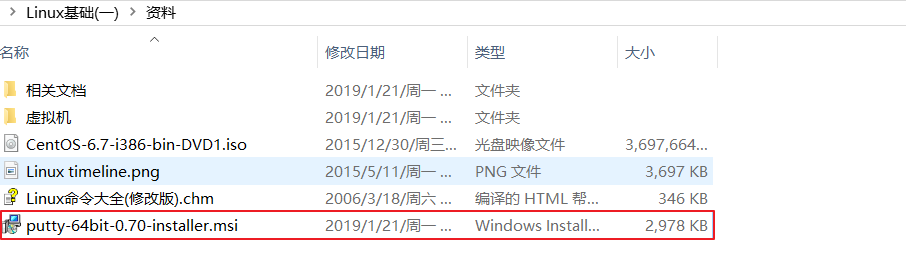 Linux基础(一) 资料
名称 修改日期 类型 大小
相关文档 2019/1/21/周一 ... 文件夹
虚拟机 2019/1/21/周一 ... 文件夹
CentOS-6.7-i386-bin-DVD1.iso 2015/12/30/周三... 光盘映像文件 3,697,664...
Linux timeline.png 2015/5/11/周一 ... PNG 文件 3,697 KB
Linux命令大全(修改版).chm 2006/3/18/周六 ... 编译的 HTML 帮... 346 KB
putty-64bit-0.70-installer.msi 2019/1/21/周一 ... Windows Install... 2,978 KB